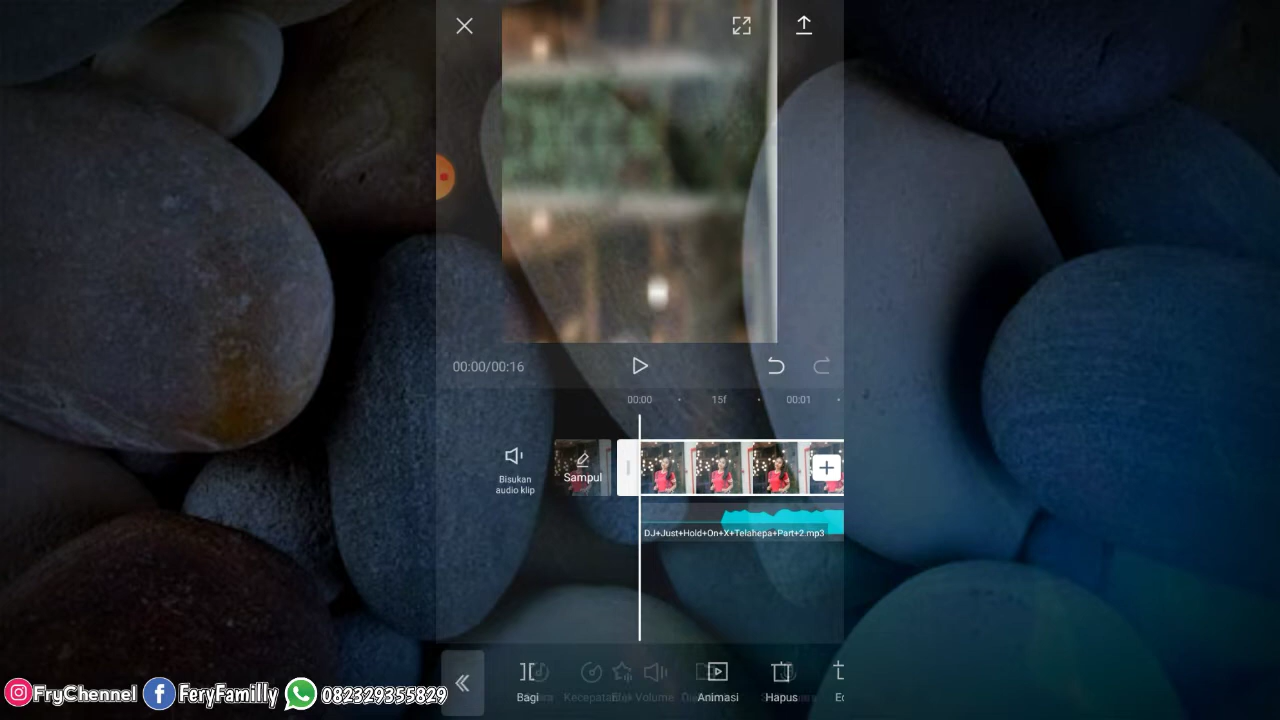 00:00/00:16
00:00
15f
00:01
Bisukan
audio klip
Sampul
DJ+Just+Hold+On+X+Telahepa+Part+2.mp3
Bagi
Volume
Animasi
Hapus
FryChennel
FeryFamilly
082329355829